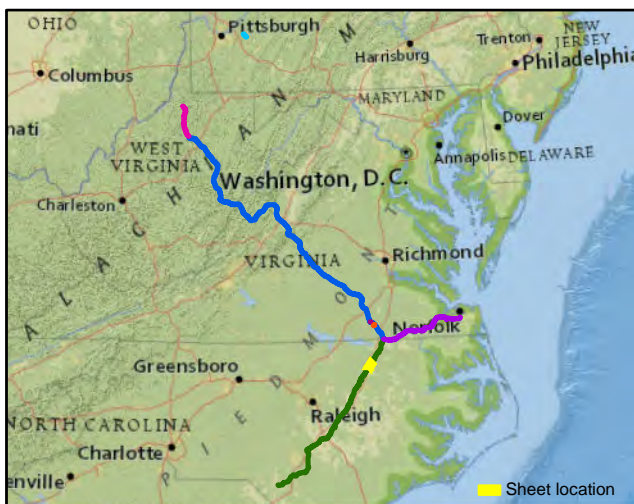 OHIO
Pittsburgh
M
NEW
JERSEY
Trenton
Harrisburg
Columbus
Philadelphia
MARYLAND
N
nati
A
Dover
WEST
VIRGINIA
I
Annapolis
DELAWARE
Washington, D.C.
H
Charleston
C
T
A
N
L
Richmond
VIRGINIA
O
A
P
M
A
Norfolk
D
Greensboro
E
I
Raleigh
NORTH CAROLINA
P
Charlotte
enville
Sheet location